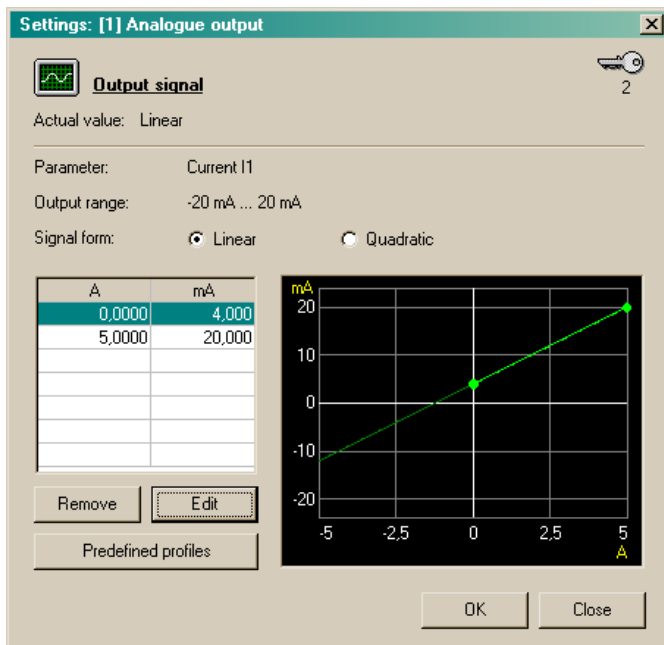 Settings: [1] Analogue output
Output signal
2
Actual value: Linear
Parameter: Current I1
Output range: -20 mA ... 20 mA
Signal form: Linear Quadratic
A mA
0,0000 4,000
5,0000 20,000
mA
20
10
0
-10
-20
-5 -2,5 0 2,5 5
A
Remove Edit
Predefined profiles
OK Close